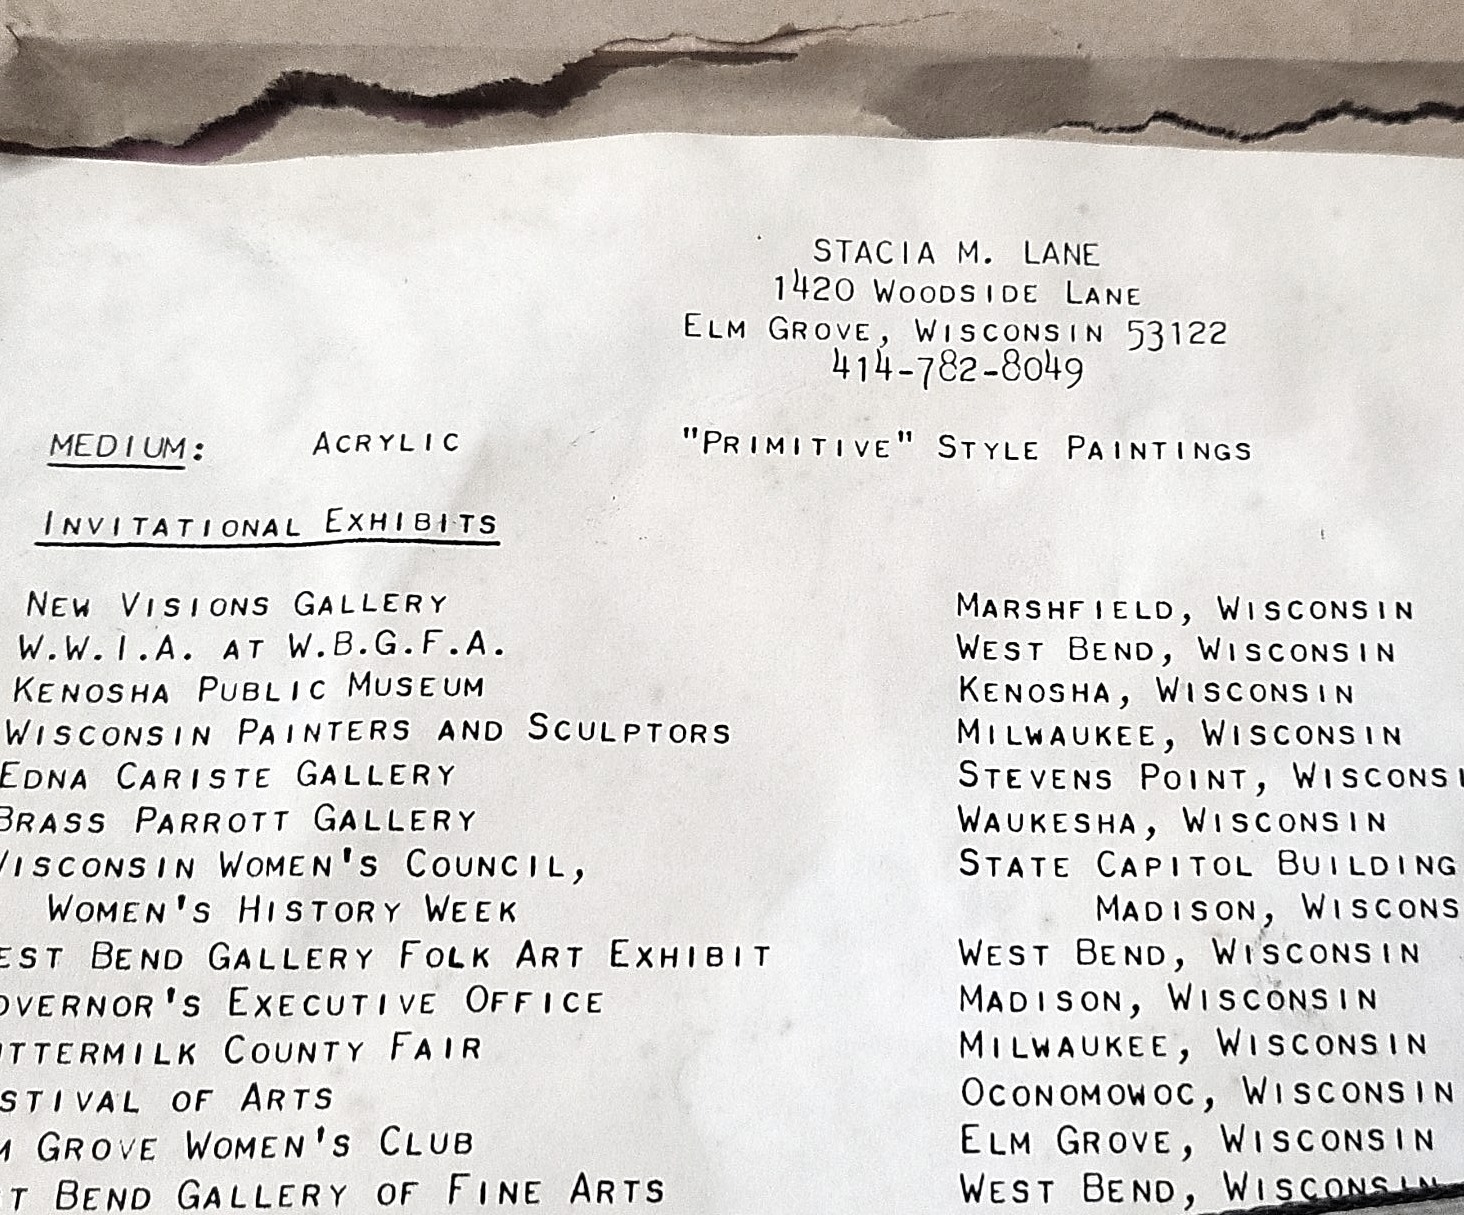 STACIA M. LANE
1420 WOODSIDE LANE
ELM GROVE, WISCONSIN 53122
414-782-8049
MEDIUM: ACRYLIC "PRIMITIVE" STYLE PAINTINGS
INVITATIONAL EXHIBITS
NEW VISIONS GALLERY MARSHFIELD, WISCONSIN
W.W.I.A. AT W.B.G.F.A. WEST BEND, WISCONSIN
KENOSHA PUBLIC MUSEUM KENOSHA, WISCONSIN
WISCONSIN PAINTERS AND SCULPTORS MILWAUKEE, WISCONSIN
EDNA CARISTE GALLERY STEVENS POINT, WISCONSI
BRASS PARROTT GALLERY WAUKESHA, WISCONSIN
WISCONSIN WOMEN'S COUNCIL, STATE CAPITOL BUILDING
WOMEN'S HISTORY WEEK MADISON, WISCONS
EST BEND GALLERY FOLK ART EXHIBIT WEST BEND, WISCONSIN
OVERNOR'S EXECUTIVE OFFICE MADISON, WISCONSIN
TTERMILK COUNTY FAIR MILWAUKEE, WISCONSIN
STIVAL OF ARTS OCONOMOWOC, WISCONSIN
M GROVE WOMEN'S CLUB ELM GROVE, WISCONSIN
T BEND GALLERY OF FINE ARTS WEST BEND, WISCONSIN